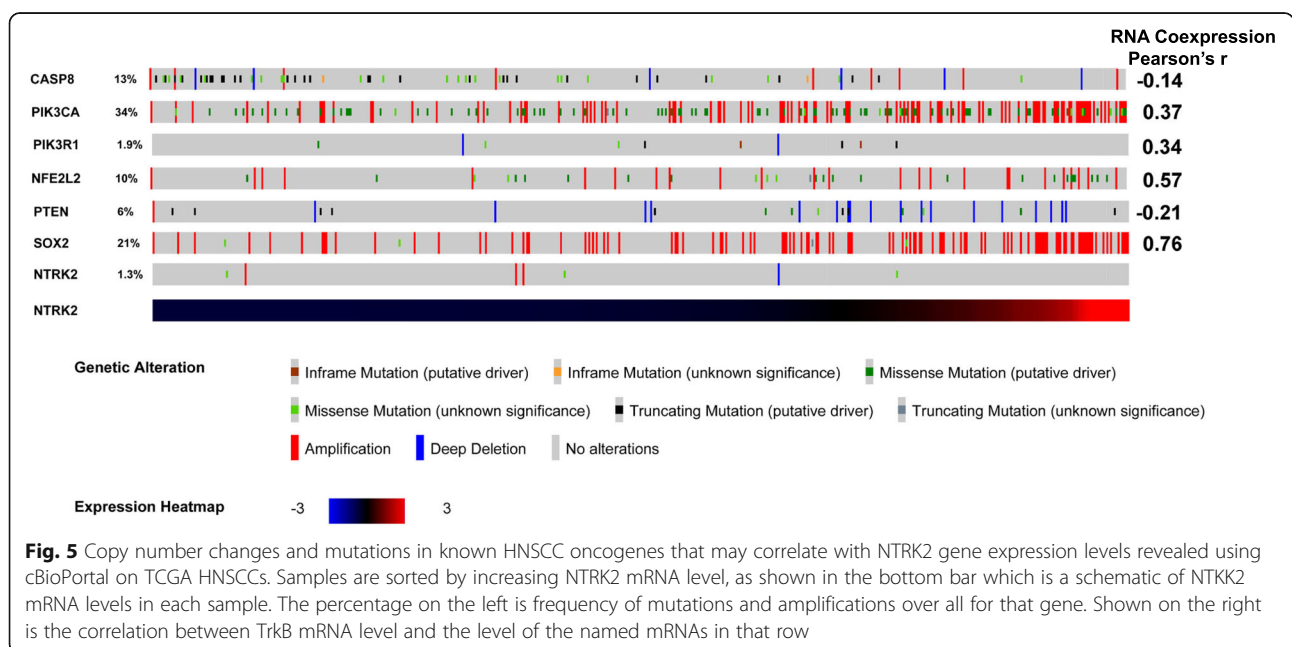 RNA Coexpression
Pearson's r
CASP8 13% -0.14
PIK3CA 34% 0.37
PIK3R1 1.9% 0.34
NFE2L2 10% 0.57
PTEN 6% -0.21
SOX2 21% 0.76
NTRK2 1.3%
NTRK2
Genetic Alteration
Inframe Mutation (putative driver) Inframe Mutation (unknown significance) Missense Mutation (putative driver)
Missense Mutation (unknown significance) Truncating Mutation (putative driver) Truncating Mutation (unknown significance)
Amplification Deep Deletion No alterations
Expression Heatmap -3 3
Fig. 5 Copy number changes and mutations in known HNSCC oncogenes that may correlate with NTRK2 gene expression levels revealed using
cBioPortal on TCGA HNSCCs. Samples are sorted by increasing NTRK2 mRNA level, as shown in the bottom bar which is a schematic of NTKK2
mRNA levels in each sample. The percentage on the left is frequency of mutations and amplifications over all for that gene. Shown on the right
is the correlation between TrkB mRNA level and the level of the named mRNAs in that row